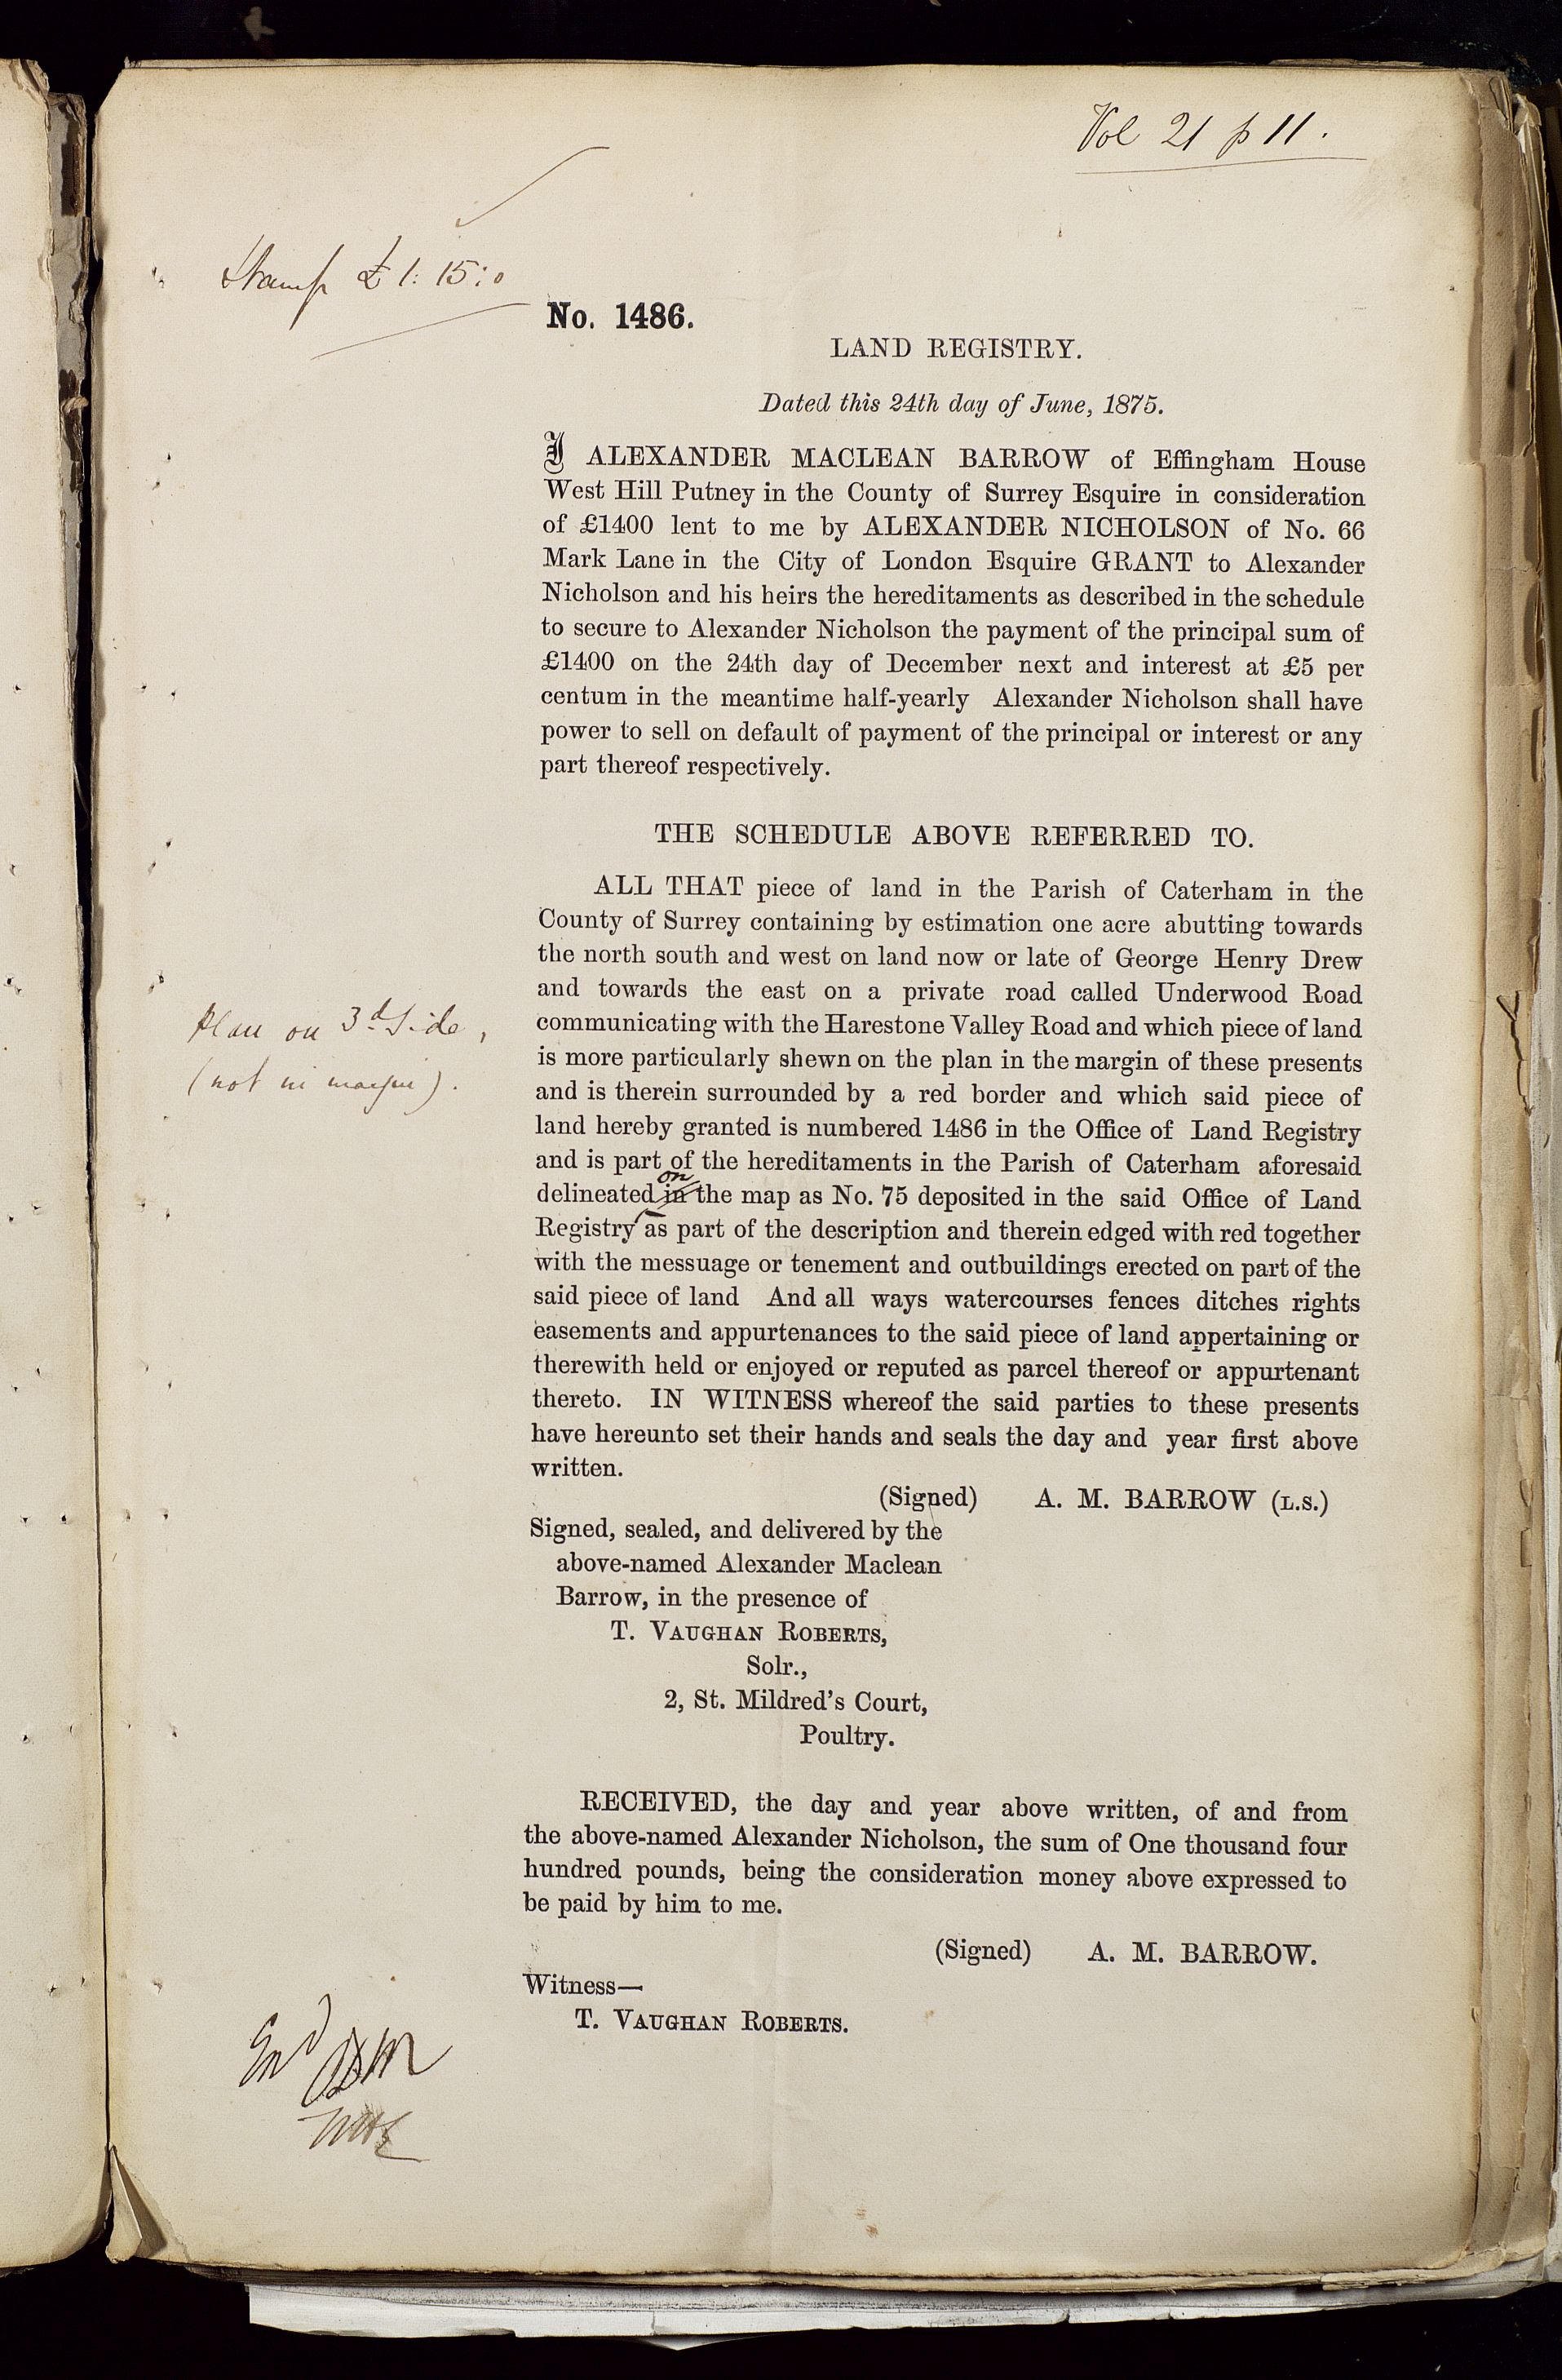 Vol 21 p 11.
Stamp £1: 15: 0
No. 1486.
LAND REGISTRY.
Dated this 24th day of June, 1875.
I ALEXANDER MACLEAN BARROW of Effingham House
West Hill Putney in the County of Surrey Esquire in consideration
of £1400 lent to me by ALEXANDER NICHOLSON of No. 66
Mark Lane in the City of London Esquire GRANT to Alexander
Nicholson and his heirs the hereditaments as described in the schedule
to secure to Alexander Nicholson the payment of the principal sum of
£1400 on the 24th day of December next and interest at £5 per
centum in the meantime half-yearly Alexander Nicholson shall have
power to sell on default of payment of the principal or interest or any
part thereof respectively.
THE SCHEDULE ABOVE REFERRED TO.
ALL THAT piece of land in the Parish of Caterham in the
County of Surrey containing by estimation one acre abutting towards
the north south and west on land now or late of George Henry Drew
and towards the east on a private road called Underwood Road
communicating with the Harestone Valley Road and which piece of land
is more particularly shewn on the plan in the margin of these presents
and is therein surrounded by a red border and which said piece of
land hereby granted is numbered 1486 in the Office of Land Registry
and is part of the hereditaments in the Parish of Caterham aforesaid
on
delineated in the map as No. 75 deposited in the said Office of Land
Registry as part of the description and therein edged with red together
with the messuage or tenement and outbuildings erected on part of the
said piece of land And all ways watercourses fences ditches rights
easements and appurtenances to the said piece of land appertaining or
therewith held or enjoyed or reputed as parcel thereof or appurtenant
thereto. IN WITNESS whereof the said parties to these presents
have hereunto set their hands and seals the day and year first above
written.
Plan on 3d Side,
(not in margin).
(Signed) A. M. BARROW (L.S.)
Signed, sealed, and delivered by the
above-named Alexander Maclean
Barrow, in the presence of
T. VAUGHAN ROBERTS,
Solr.,
2, St. Mildred's Court,
Poultry.
RECEIVED, the day and year above written, of and from
the above-named Alexander Nicholson, the sum of One thousand four
hundred pounds, being the consideration money above expressed to
be paid by him to me.
(Signed) A. M. BARROW.
Witness—
T. VAUGHAN ROBERTS.